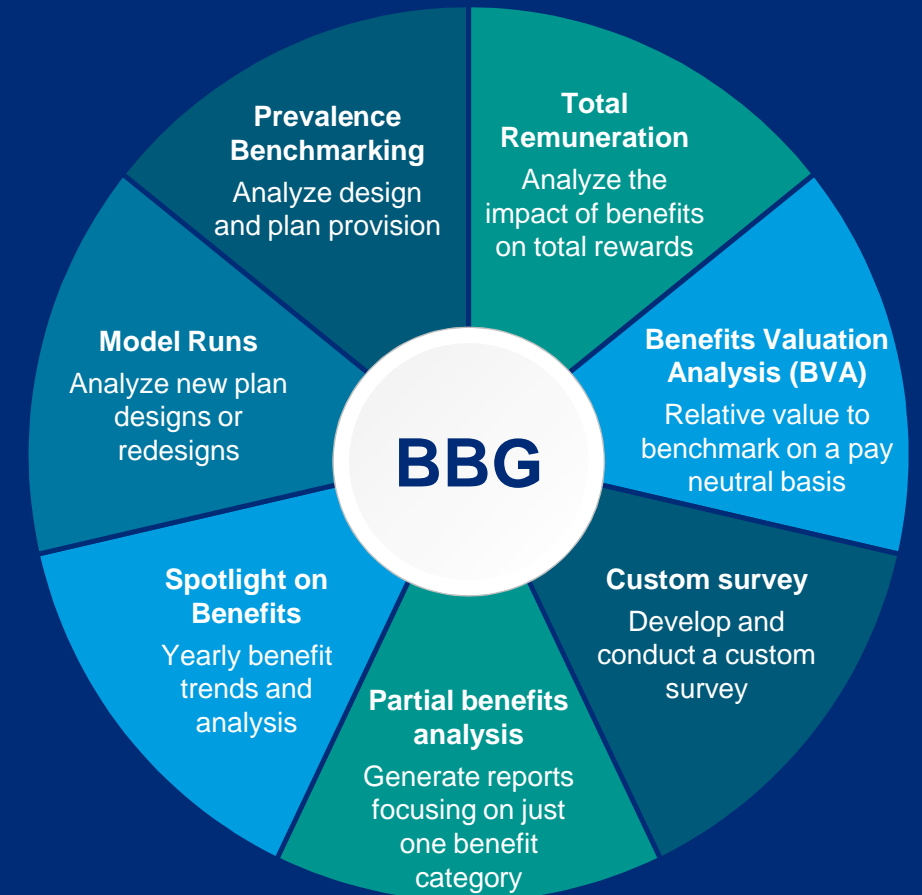 Prevalence
Benchmarking
Analyze design
and plan provision
Total
Remuneration
Analyze the
impact of benefits
on total rewards
Model Runs
Analyze new plan
designs or
redesigns
Benefits Valuation
Analysis (BVA)
Relative value to
benchmark on a pay
neutral basis
BBG
Spotlight on
Benefits
Yearly benefit
trends and
analysis
Custom survey
Develop and
conduct a custom
survey
Partial benefits
analysis
Generate reports
focusing on just
one benefit
category